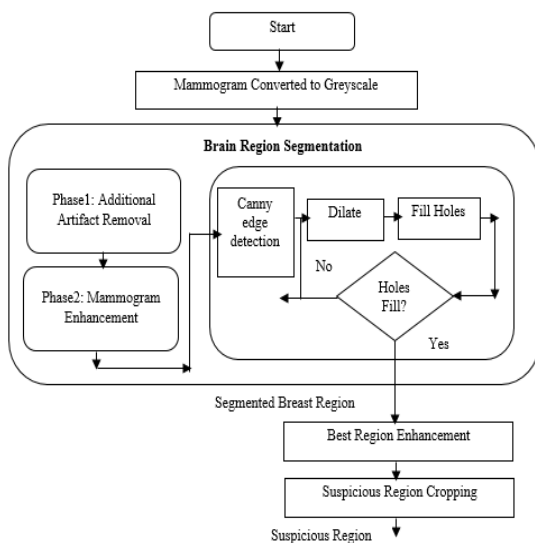 Start
Mammogram Converted to Greyscale
Brain Region Segmentation
Phase1: Additional
Artifact Removal
Phase2: Mammogram
Enhancement
Canny
edge
detection
Dilate
Fill Holes
No
Holes
Fill?
Yes
Segmented Breast Region
Best Region Enhancement
Suspicious Region Cropping
Suspicious Region